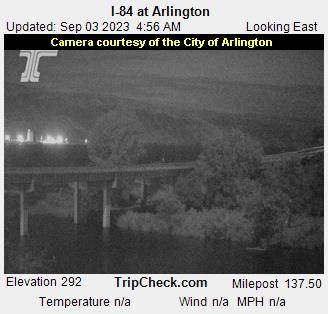 I-84 at Arlington
Updated: Sep 03 2023 4:56 AM Looking East
Camera courtesy of the City of Arlington
Elevation 292 TripCheck.com Milepost 137.50
Temperature n/a Wind n/a MPH n/a